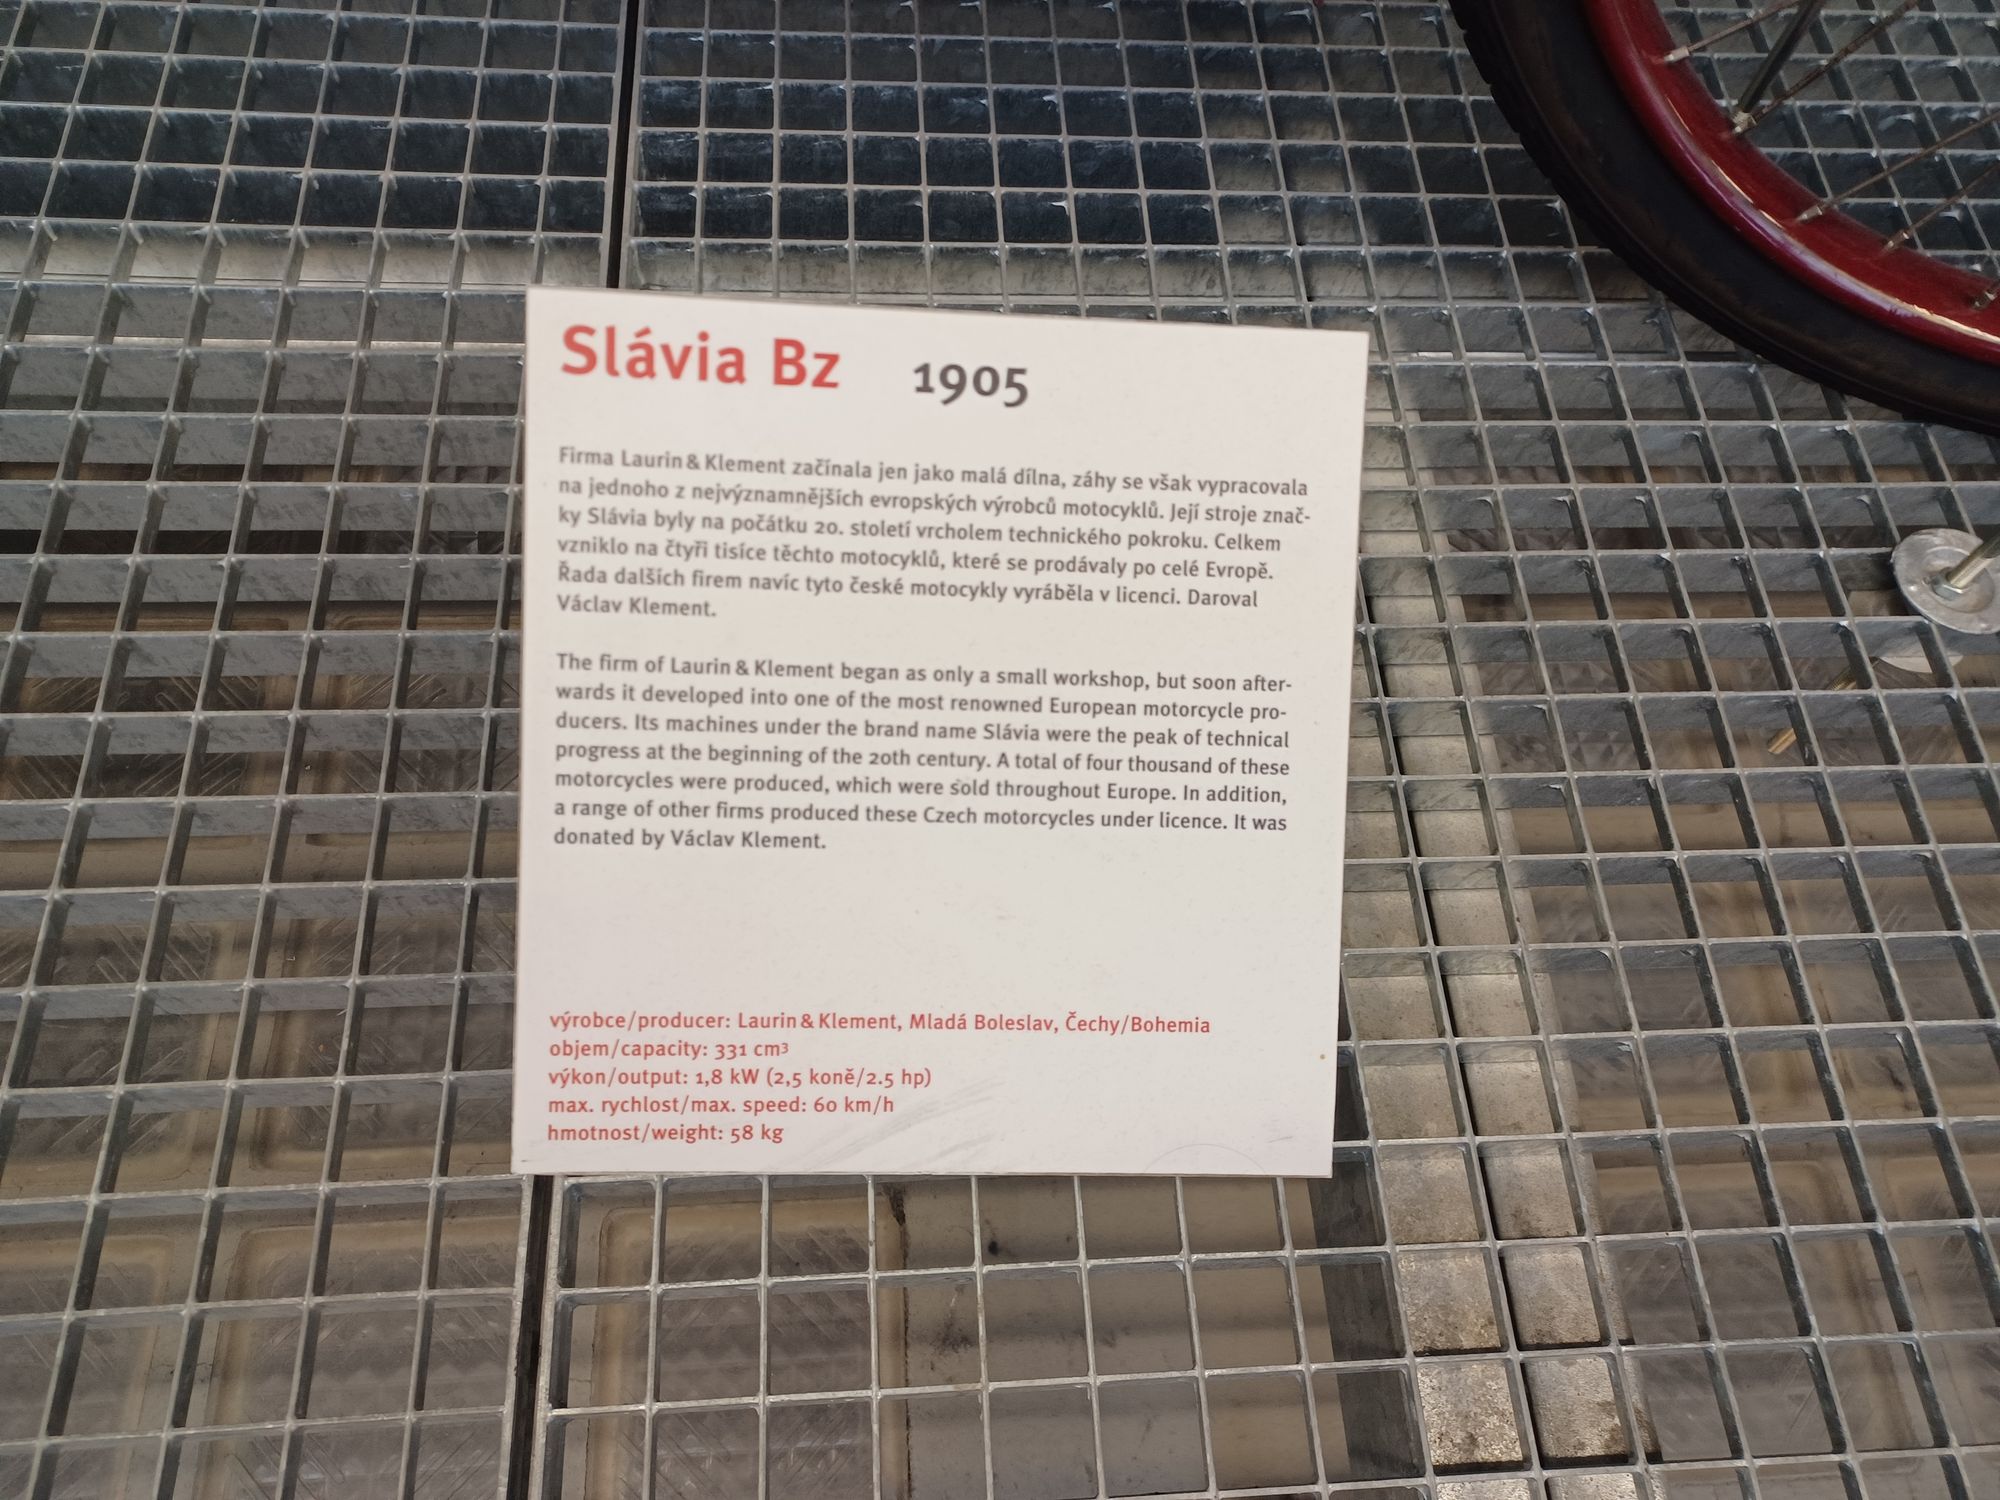 Slávia Bz 1905
Firma Laurin & Klement začínala jen jako malá dílna, záhy se však vypracovala
na jednoho z nejvýznamnějších evropských výrobců motocyklů. Její stroje znač-
ky Slávia byly na počátku 20. století vrcholem technického pokroku. Celkem
vzniklo na čtyři tisíce těchto motocyklů, které se prodávaly po celé Evropě.
Řada dalších firem navíc tyto české motocykly vyráběla v licenci. Daroval
Václav Klement.
The firm of Laurin & Klement began as only a small workshop, but soon after-
wards it developed into one of the most renowned European motorcycle pro-
ducers. Its machines under the brand name Slávia were the peak of technical
progress at the beginning of the 20th century. A total of four thousand of these
motorcycles were produced, which were sold throughout Europe. In addition,
a range of other firms produced these Czech motorcycles under licence. It was
donated by Václav Klement.
výrobce/producer: Laurin & Klement, Mladá Boleslav, Čechy/Bohemia
objem/capacity: 331 cm³
výkon/output: 1,8 kW (2,5 koně/2.5 hp)
max. rychlost/max. speed: 60 km/h
hmotnost/weight: 58 kg